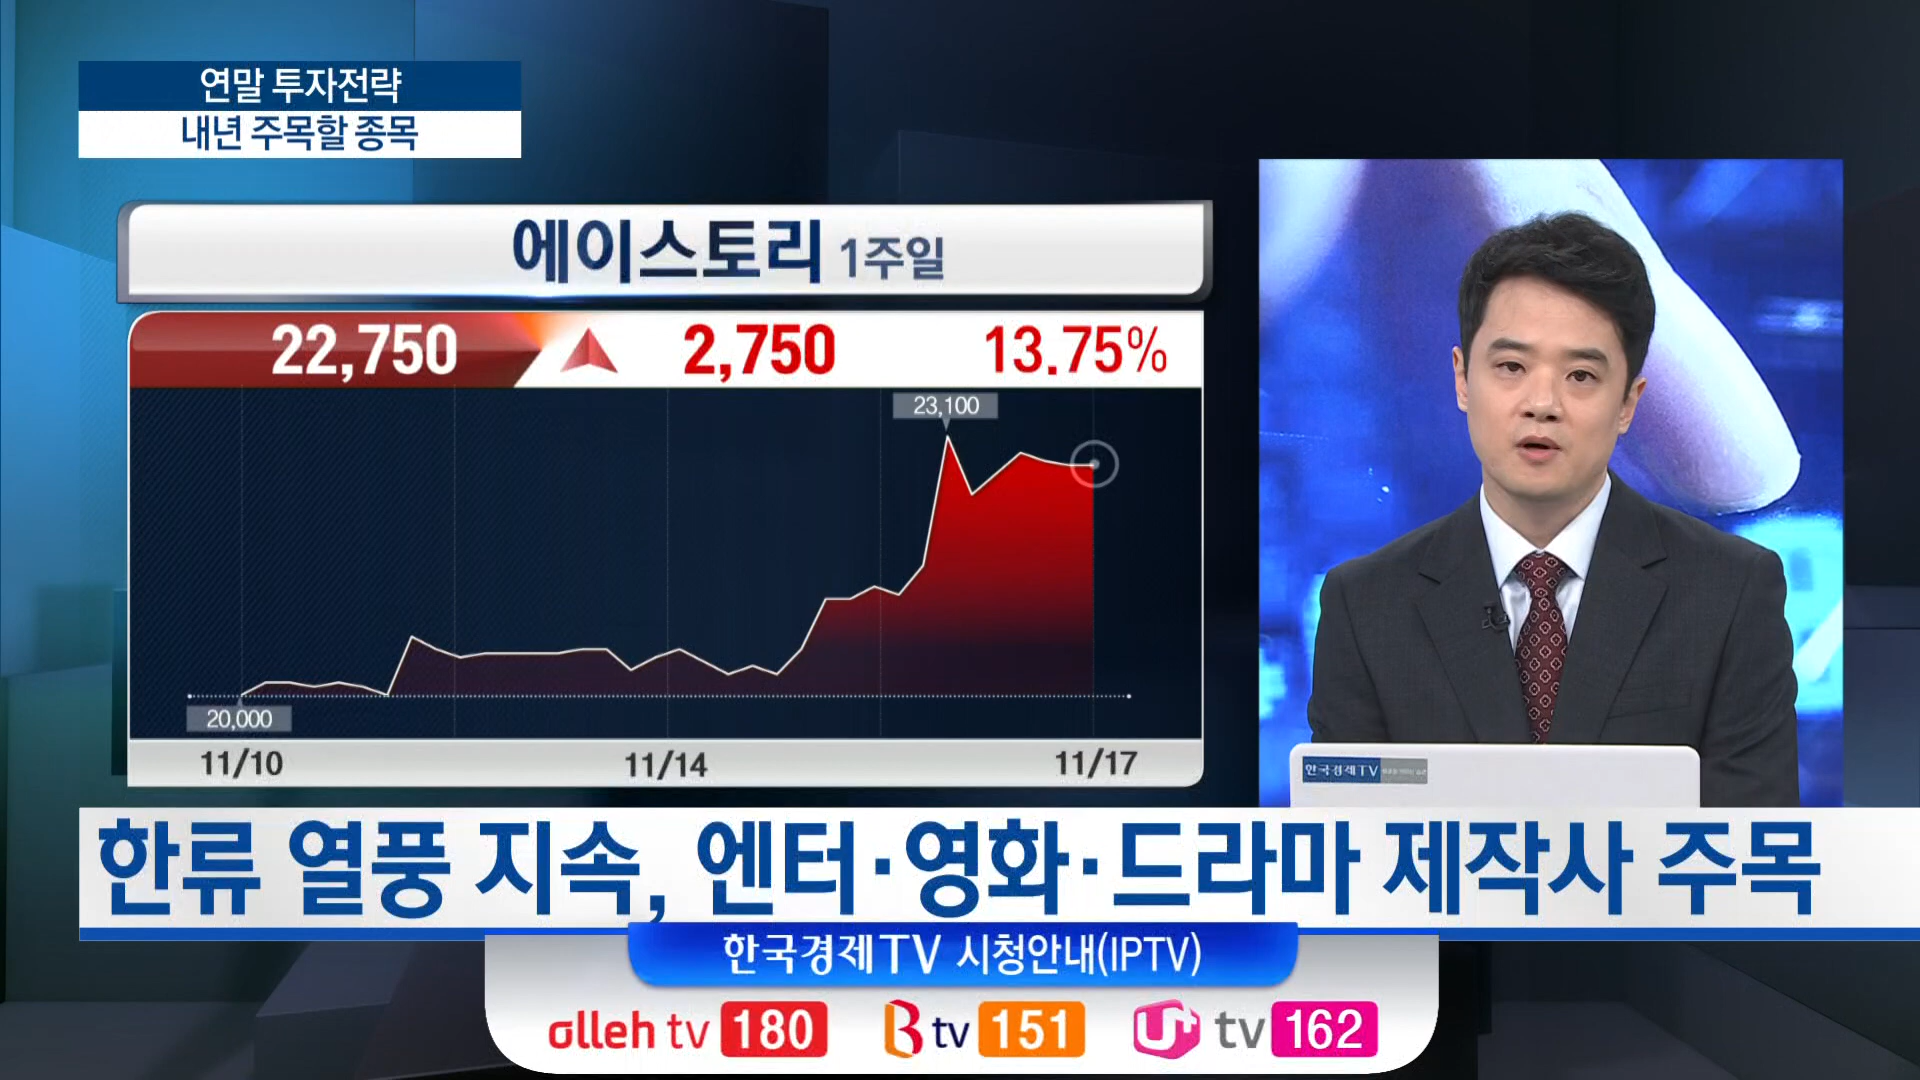 연말 투자전략
내년 주목할 종목
에이스토리 1주일
22,750 2,750 13.75%
23,100
20,000
11/10 11/14 11/17
한국경제TV
한류 열풍 지속, 엔터·영화·드라마 제작사 주목
한국경제TV 시청안내(IPTV)
olleh tv 180 B tv 151 U+ tv 162